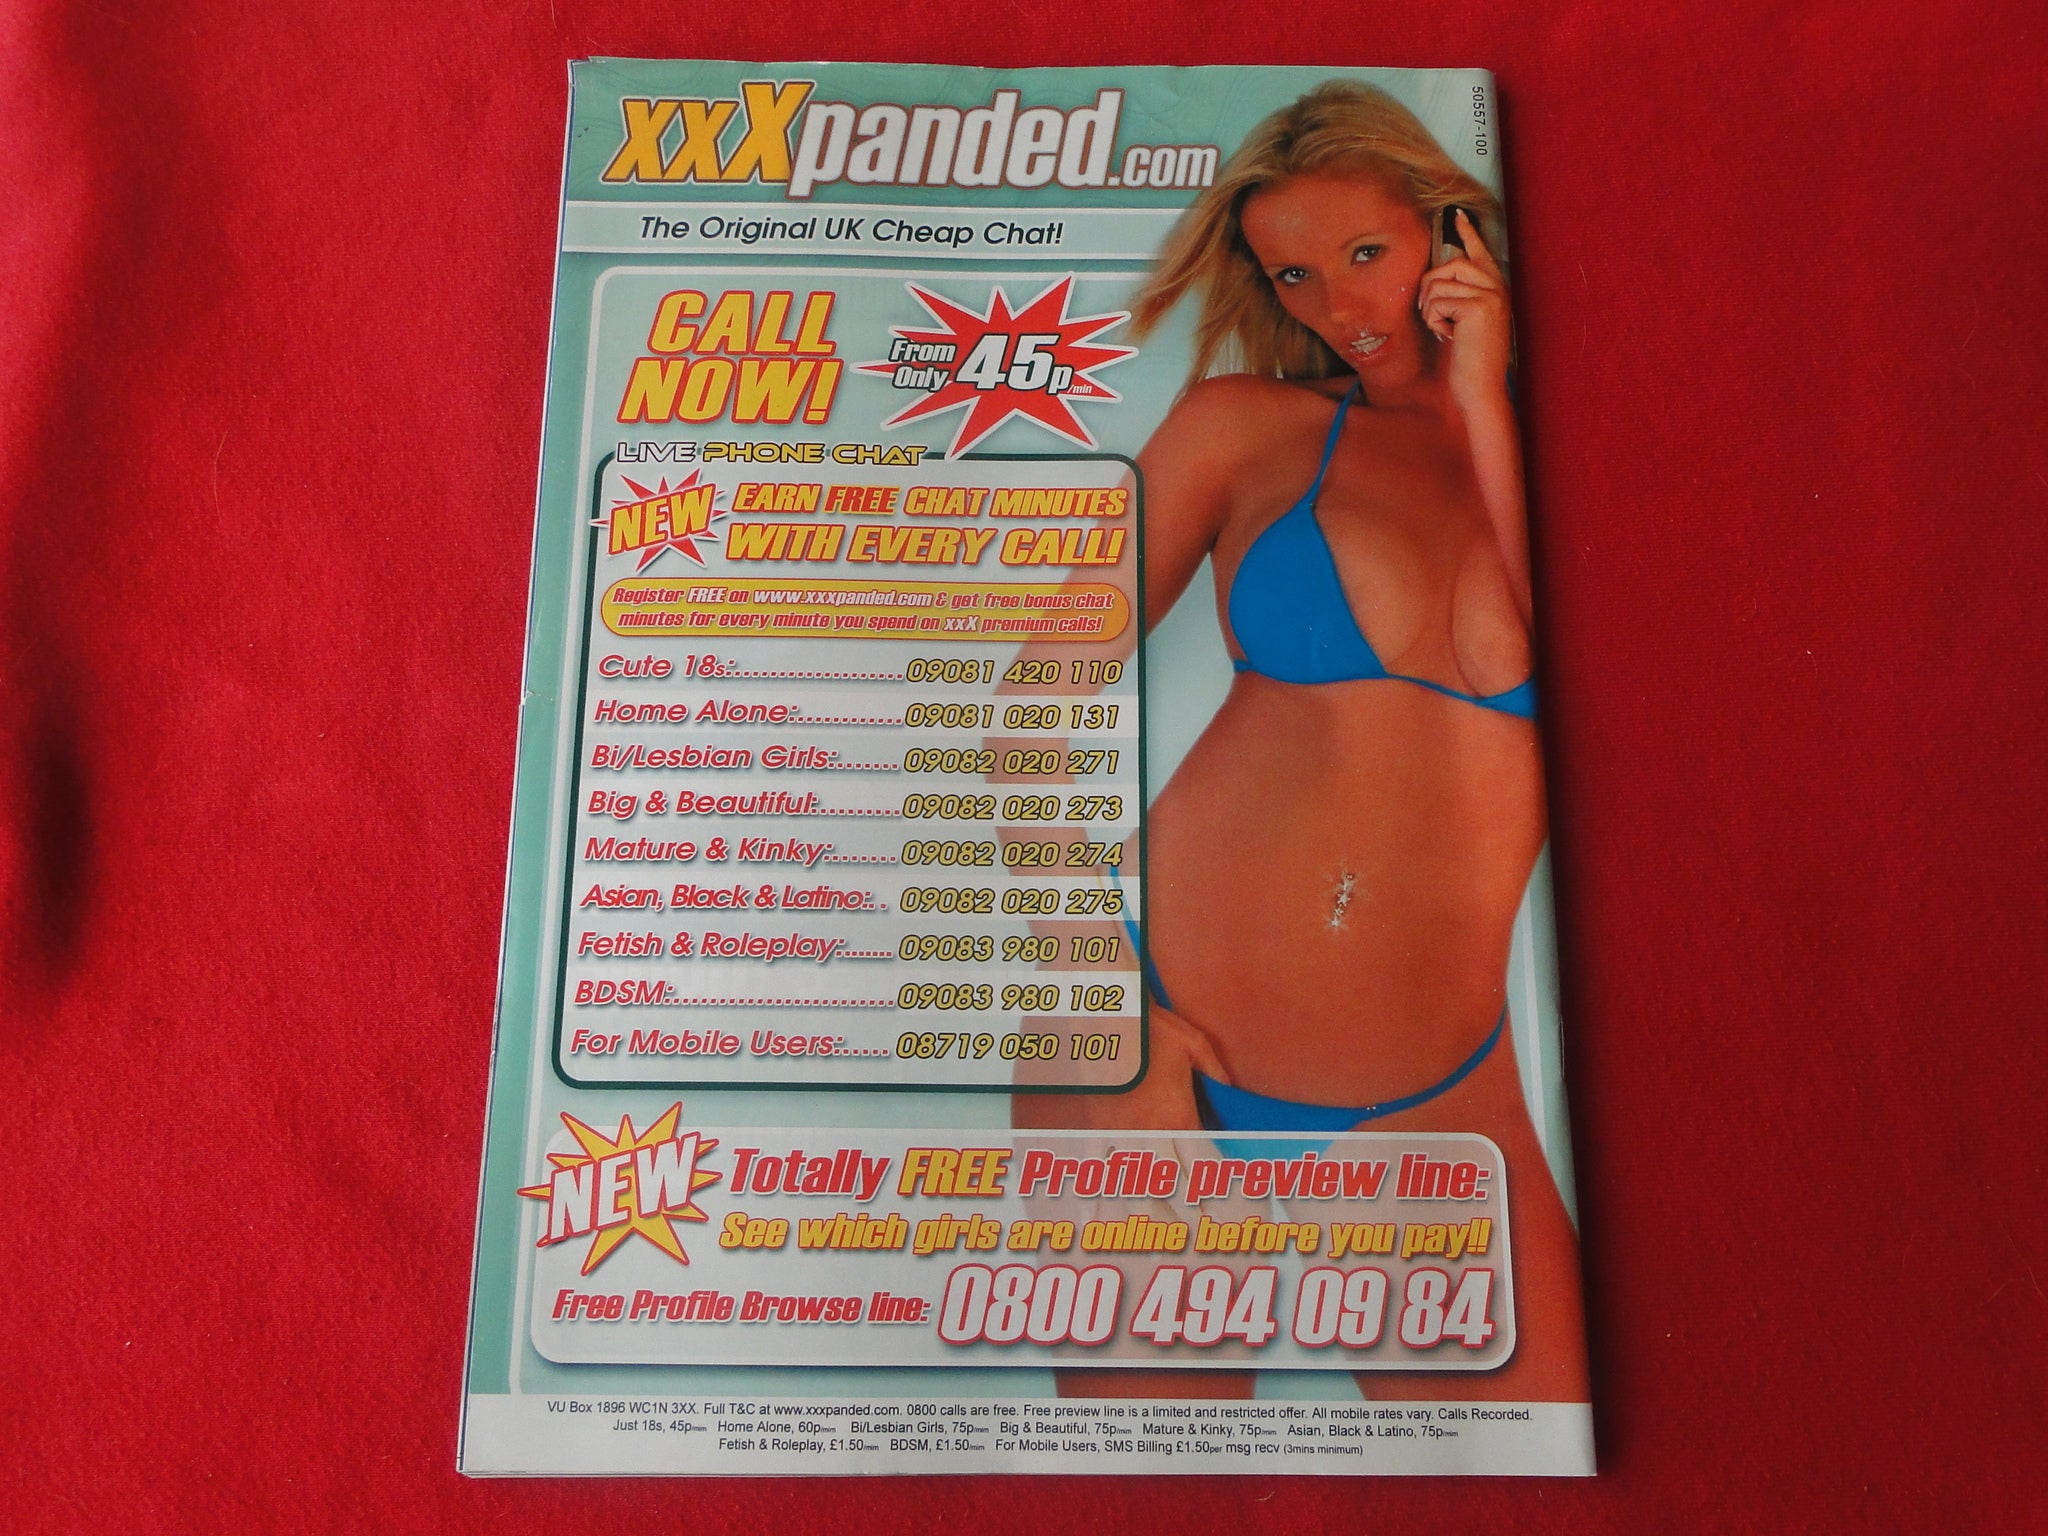 50557-100
xxXpanded.com
The Original UK Cheap Chat!
CALL
NOW!
From
Only 45p/min
LIVE PHONE CHAT
NEW
EARN FREE CHAT MINUTES
WITH EVERY CALL!
Register FREE on www.xxxpanded.com & get free bonus chat
minutes for every minute you spend on xxX premium calls!
Cute 18s:.....................09081 420 110
Home Alone:.............09081 020 131
Bi/Lesbian Girls:.......09082 020 271
Big & Beautiful:.........09082 020 273
Mature & Kinky:........09082 020 274
Asian, Black & Latino:.. 09082 020 275
Fetish & Roleplay:.......09083 980 101
BDSM:.........................09083 980 102
For Mobile Users:......08719 050 101
NEW
Totally FREE Profile preview line:
See which girls are online before you pay!!
Free Profile Browse line: 0800 494 09 84
VU Box 1896 WC1N 3XX. Full T&C at www.xxxpanded.com. 0800 calls are free. Free preview line is a limited and restricted offer. All mobile rates vary. Calls Recorded.
Just 18s, 45p/min Home Alone, 60p/min Bi/Lesbian Girls, 75p/min Big & Beautiful, 75p/min Mature & Kinky, 75p/min Asian, Black & Latino, 75p/min
Fetish & Roleplay, £1.50/min BDSM, £1.50/min For Mobile Users, SMS Billing £1.50per msg recv (3mins minimum)